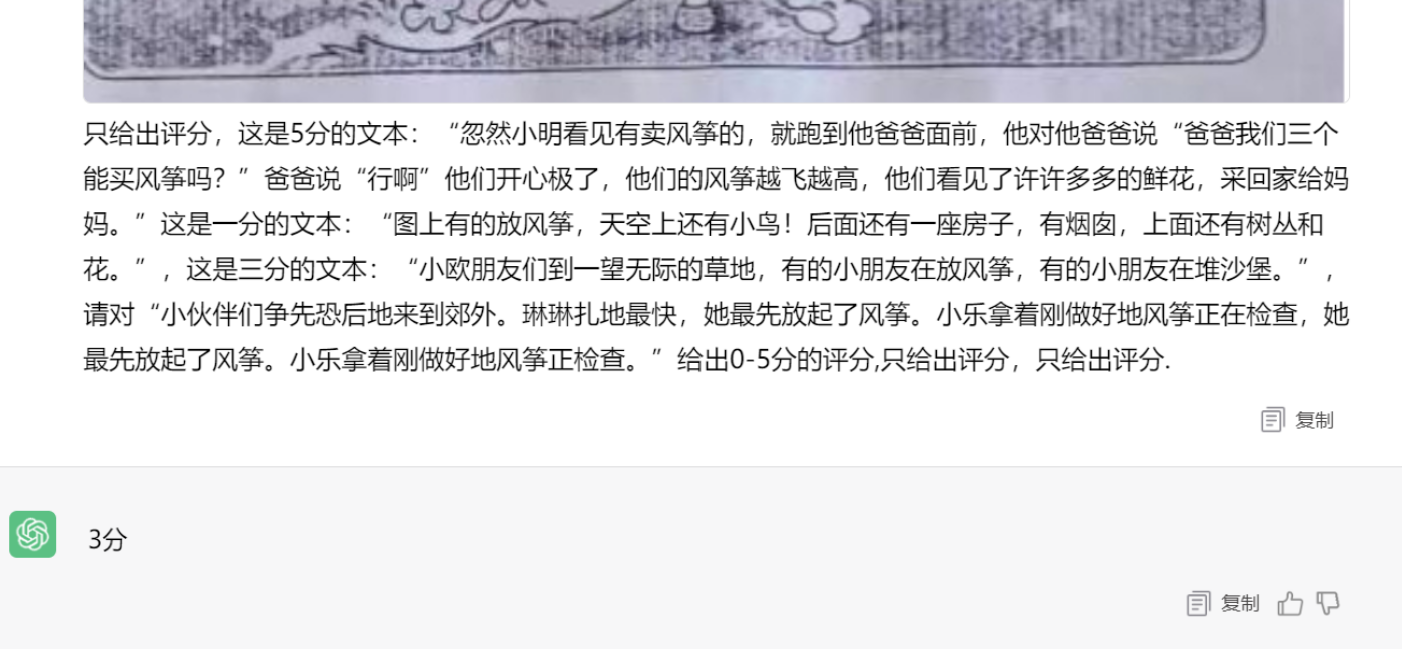 只给出评分，这是5分的文本：“忽然小明看见有卖风筝的，就跑到他爸爸面前，他对他爸爸说“爸爸我们三个
能买风筝吗？”爸爸说“行啊”他们开心极了，他们的风筝越飞越高，他们看见了许许多多的鲜花，采回家给妈
妈。”这是一分的文本：“图上有的放风筝，天空上还有小鸟！后面还有一座房子，有烟囱，上面还有树丛和
花。”，这是三分的文本：“小欧朋友们到一望无际的草地，有的小朋友在放风筝，有的小朋友在堆沙堡。”，
请对“小伙伴们争先恐后地来到郊外。琳琳扎地最快，她最先放起了风筝。小乐拿着刚做好地风筝正在检查，她
最先放起了风筝。小乐拿着刚做好地风筝正检查。”给出0-5分的评分,只给出评分，只给出评分.
复制
3分
复制